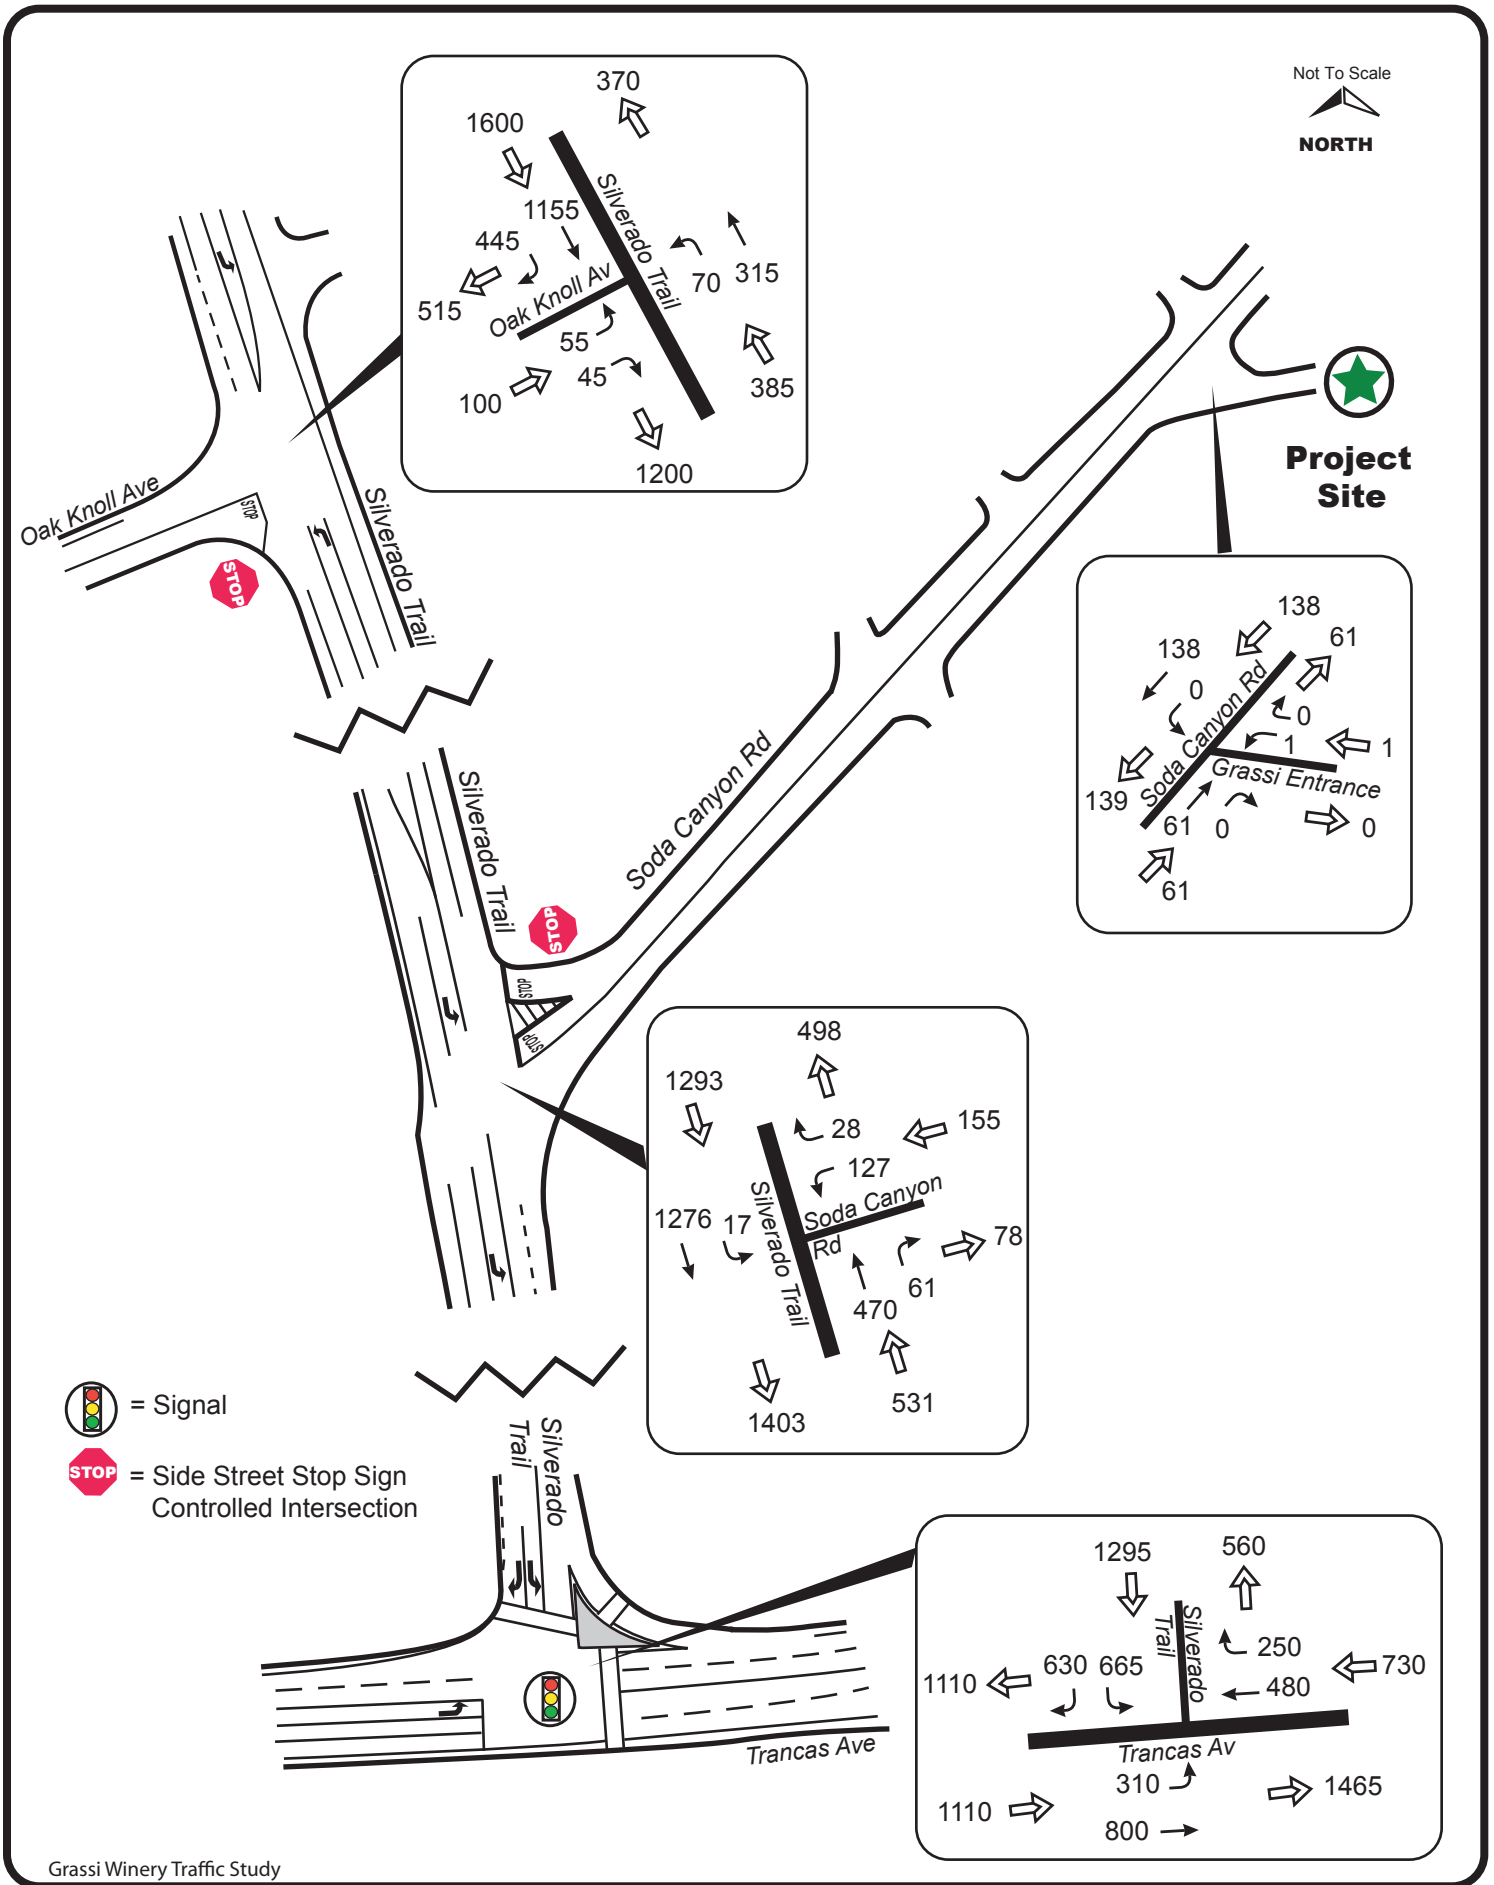 Not To Scale
NORTH
370
1600
Silverado Trail
1155
445
515
Oak Knoll Av
70
315
55
45
100
385
1200
Oak Knoll Ave
STOP
STOP
Silverado Trail
Project
Site
138
61
138
0
Soda Canyon Rd
0
1
1
Grassi Entrance
139
61
0
0
61
Silverado Trail
Soda Canyon Rd
STOP
STOP
STOP
498
1293
28
155
127
Silverado Trail
Soda Canyon
Rd
1276
17
78
61
470
531
1403
= Signal
STOP
= Side Street Stop Sign
Controlled Intersection
Silverado
Trail
1295
560
Silverado
Trail
250
1110
630
665
730
480
Trancas Av
310
1465
1110
800
Trancas Ave
Grassi Winery Traffic Study